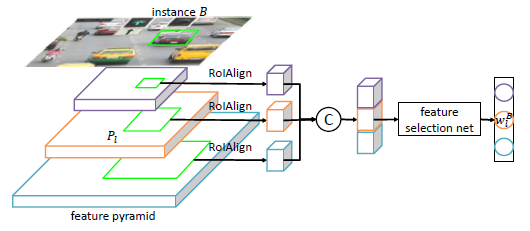 instance B
RoIAlign
RoIAlign
P_l
RoIAlign
C
feature
selection net
w_l^B
feature pyramid